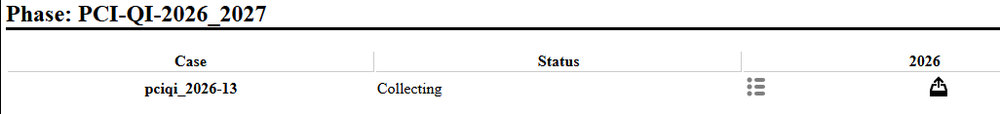 Phase: PCI-QI-2026_2027
Case Status 2026
pciqi_2026-13 Collecting